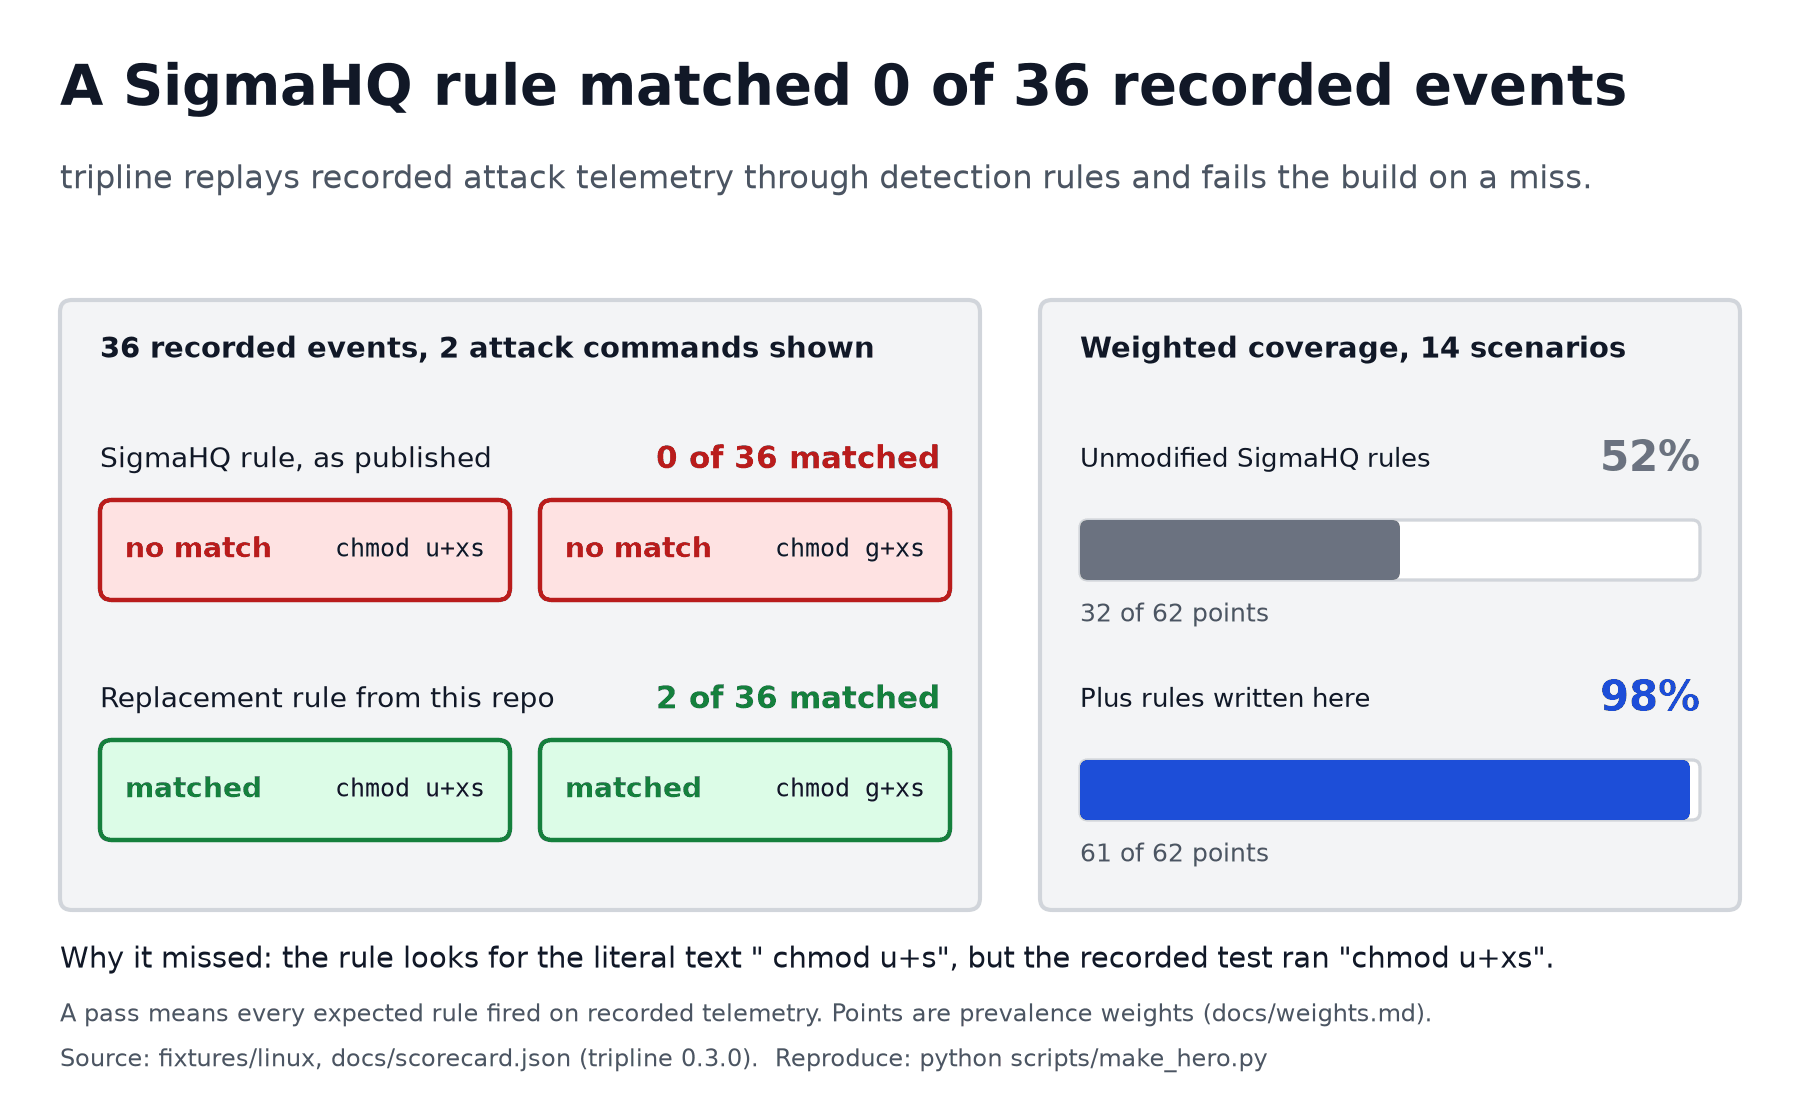 A SigmaHQ rule matched 0 of 36 recorded events
tripline replays recorded attack telemetry through detection rules and fails the build on a miss.
36 recorded events, 2 attack commands shown
SigmaHQ rule, as published 0 of 36 matched
no match chmod u+xs no match chmod g+xs
Replacement rule from this repo 2 of 36 matched
matched chmod u+xs matched chmod g+xs
Weighted coverage, 14 scenarios
Unmodified SigmaHQ rules 52%
32 of 62 points
Plus rules written here 98%
61 of 62 points
Why it missed: the rule looks for the literal text " chmod u+s", but the recorded test ran "chmod u+xs".
A pass means every expected rule fired on recorded telemetry. Points are prevalence weights (docs/weights.md).
Source: fixtures/linux, docs/scorecard.json (tripline 0.3.0).  Reproduce: python scripts/make_hero.py